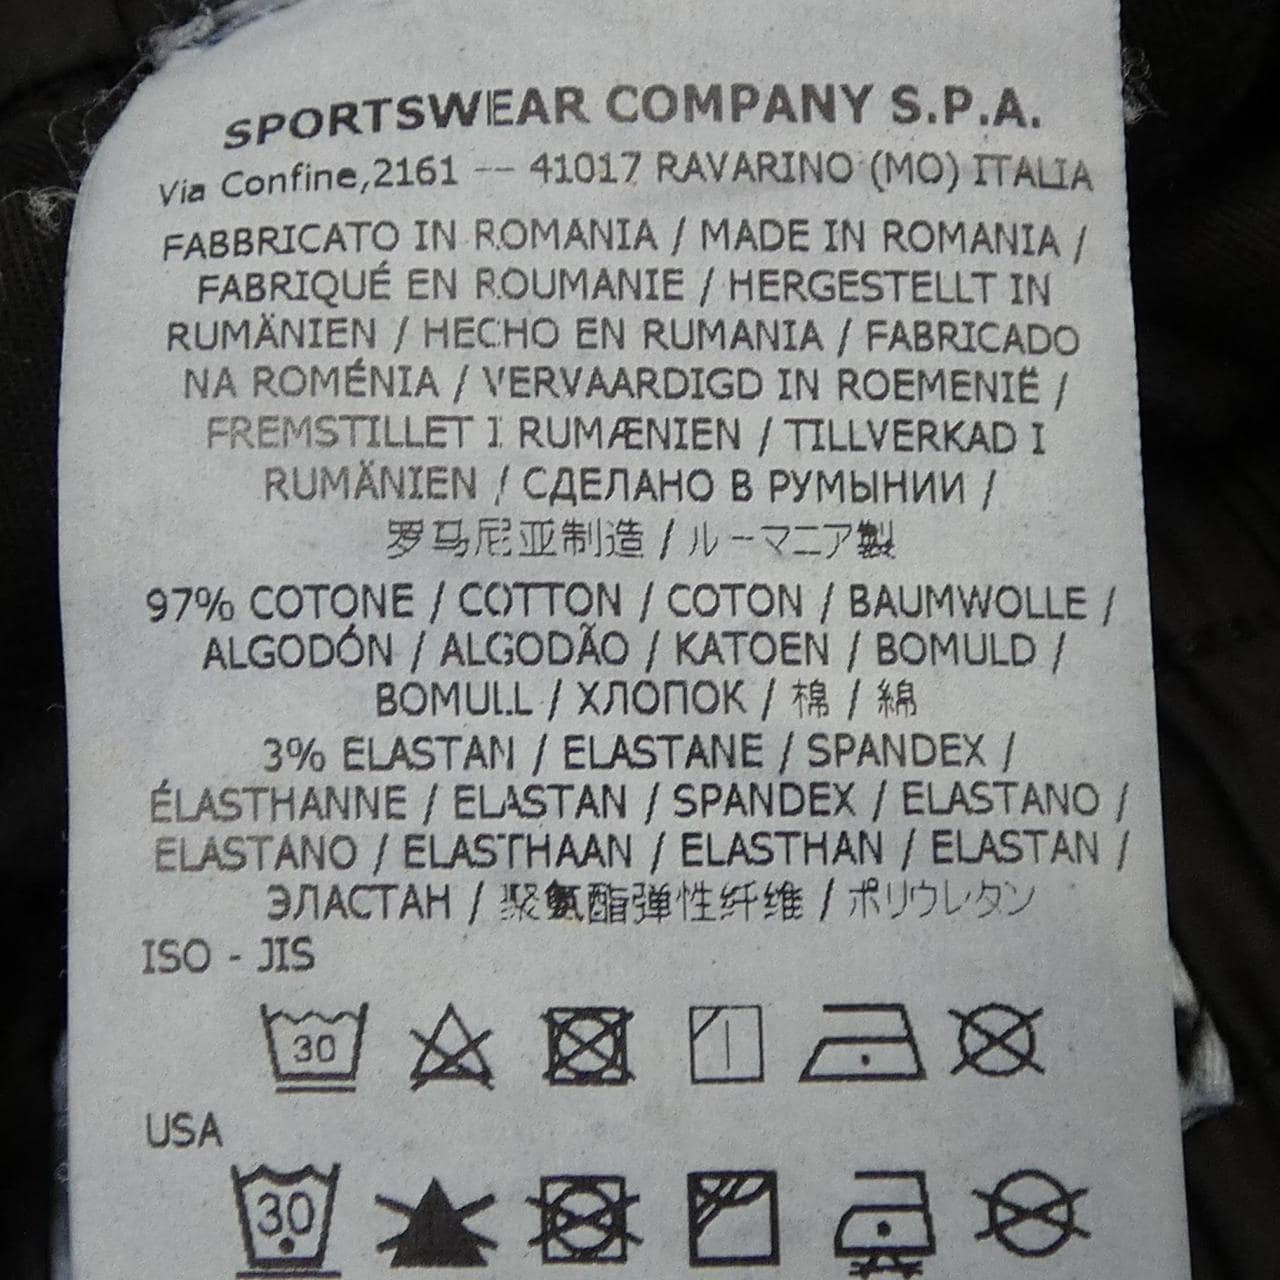 SPORTSWEAR COMPANY S.P.A.
Via Confine,2161 -- 41017 RAVARINO (MO) ITALIA
FABBRICATO IN ROMANIA / MADE IN ROMANIA /
FABRIQUÉ EN ROUMANIE / HERGESTELLT IN
RUMÄNIEN / HECHO EN RUMANIA / FABRICADO
NA ROMÉNIA / VERVAARDIGD IN ROEMENIË /
FREMSTILLET I RUMÆNIEN / TILLVERKAD I
RUMÄNIEN / СДЕЛАНО В РУМЫНИИ /
罗马尼亚制造 / ルーマニア製
97% COTONE / COTTON / COTON / BAUMWOLLE /
ALGODÓN / ALGODÃO / KATOEN / BOMULD /
BOMULL / ХЛОПОК / 棉 / 綿
3% ELASTAN / ELASTANE / SPANDEX /
ÉLASTHANNE / ELASTAN / SPANDEX / ELASTANO /
ELASTANO / ELASTHAAN / ELASTHAN / ELASTAN /
ЭЛАСТАН / 聚氨酯弹性纤维 / ポリウレタン
ISO - JIS
30
USA
30